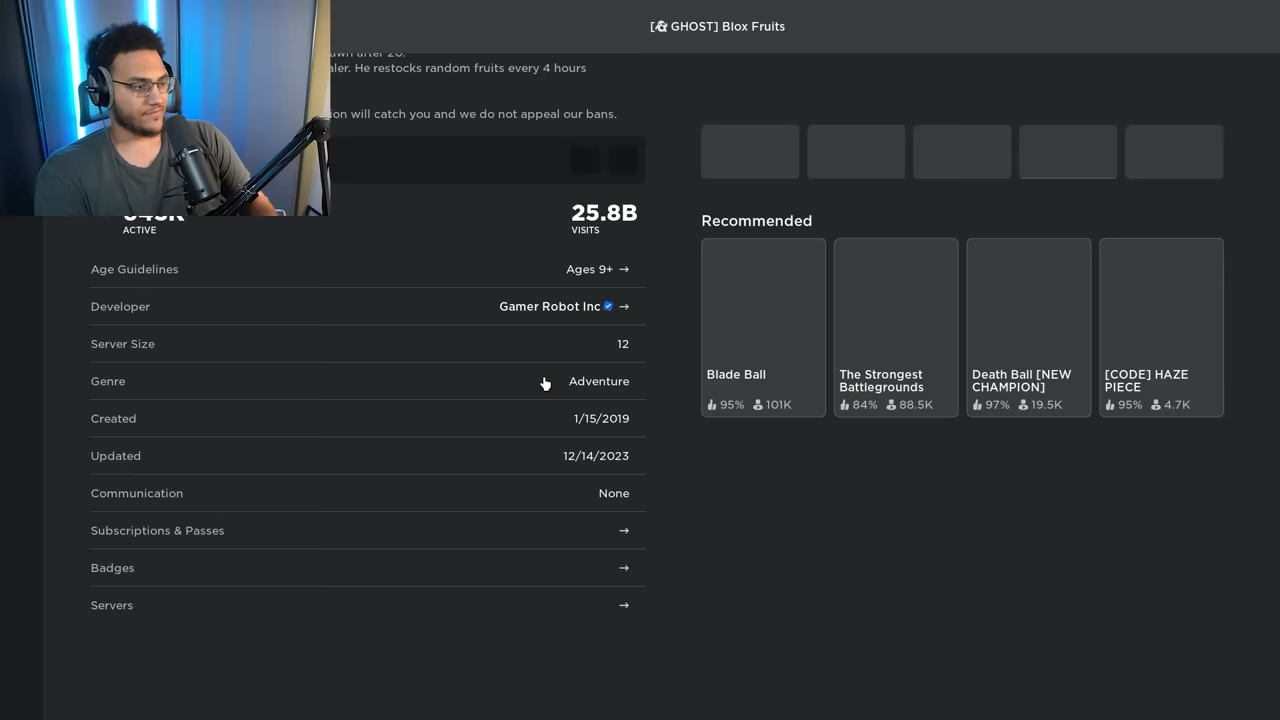 [GHOST] Blox Fruits
aler. He restocks random fruits every 4 hours
ion will catch you and we do not appeal our bans.
ACTIVE
25.8B
VISITS
Age Guidelines
Ages 9+ →
Developer
Gamer Robot Inc →
Server Size
12
Genre
Adventure
Created
1/15/2019
Updated
12/14/2023
Communication
None
Subscriptions & Passes
→
Badges
→
Servers
→
Recommended
Blade Ball
95% 101K
The Strongest
Battlegrounds
84% 88.5K
Death Ball [NEW
CHAMPION]
97% 19.5K
[CODE] HAZE
PIECE
95% 4.7K